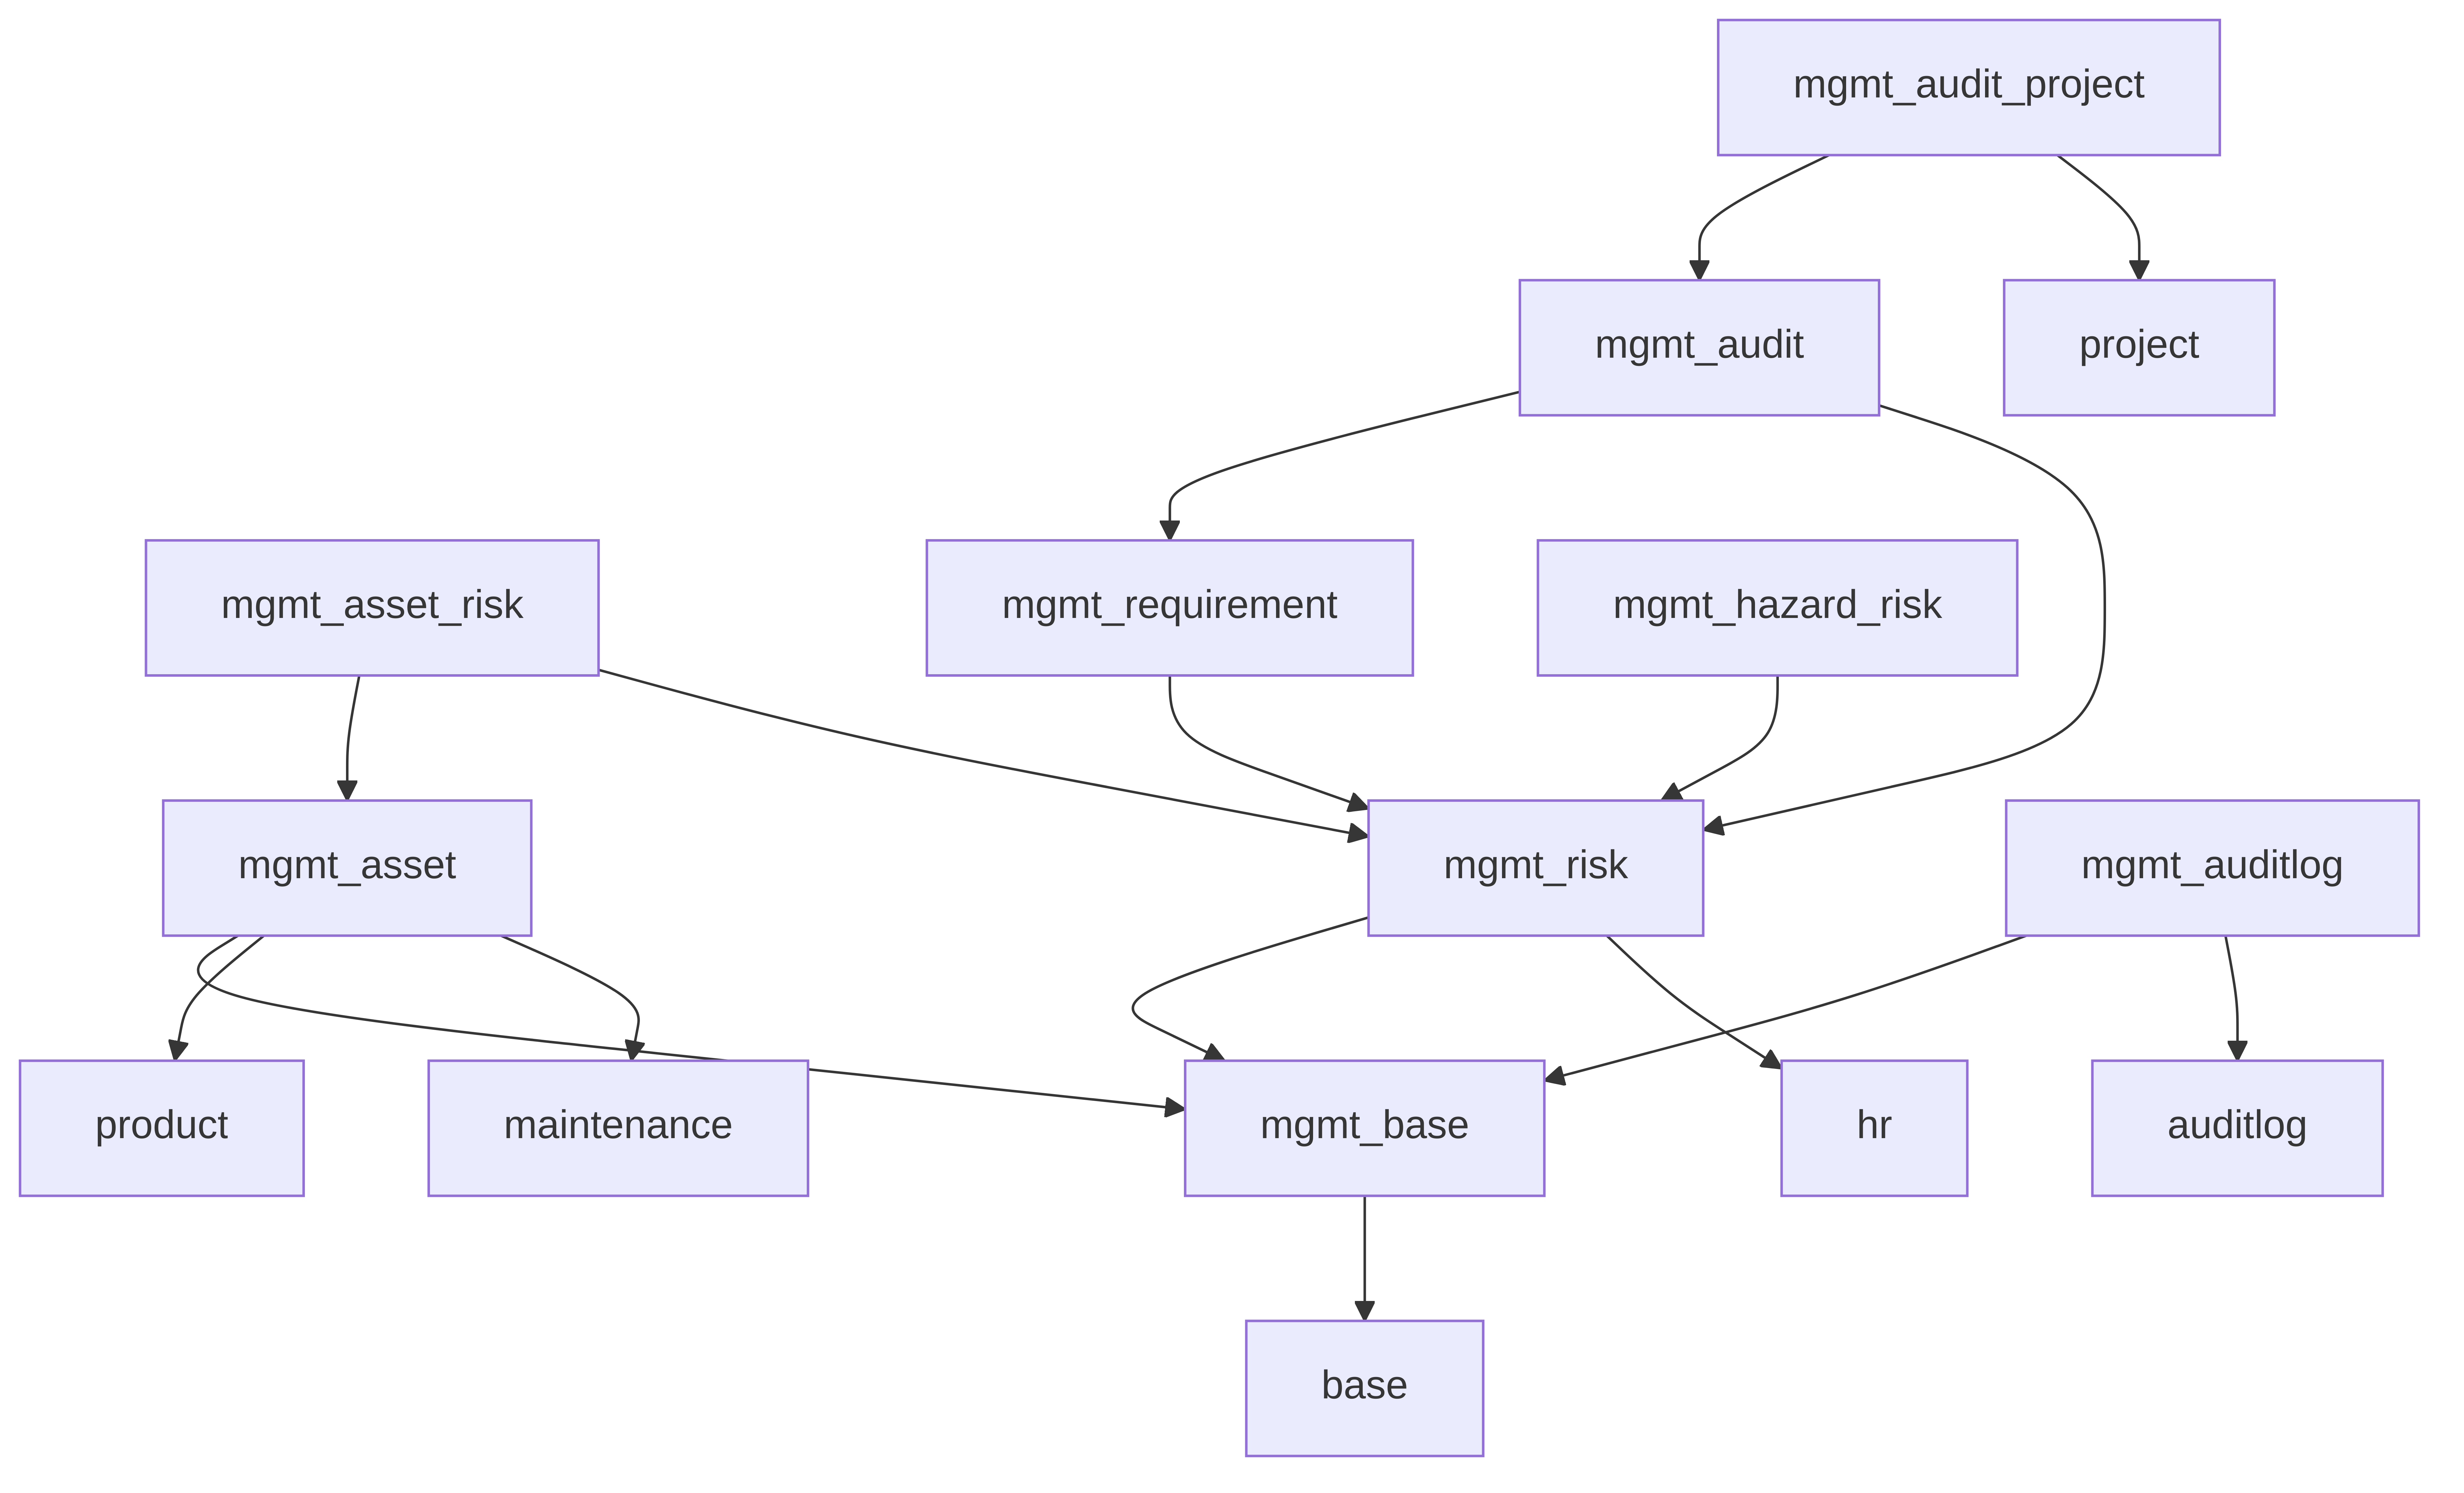 mgmt_audit_project
mgmt_audit
project
mgmt_asset_risk
mgmt_requirement
mgmt_hazard_risk
mgmt_asset
mgmt_risk
mgmt_auditlog
product
maintenance
mgmt_base
hr
auditlog
base